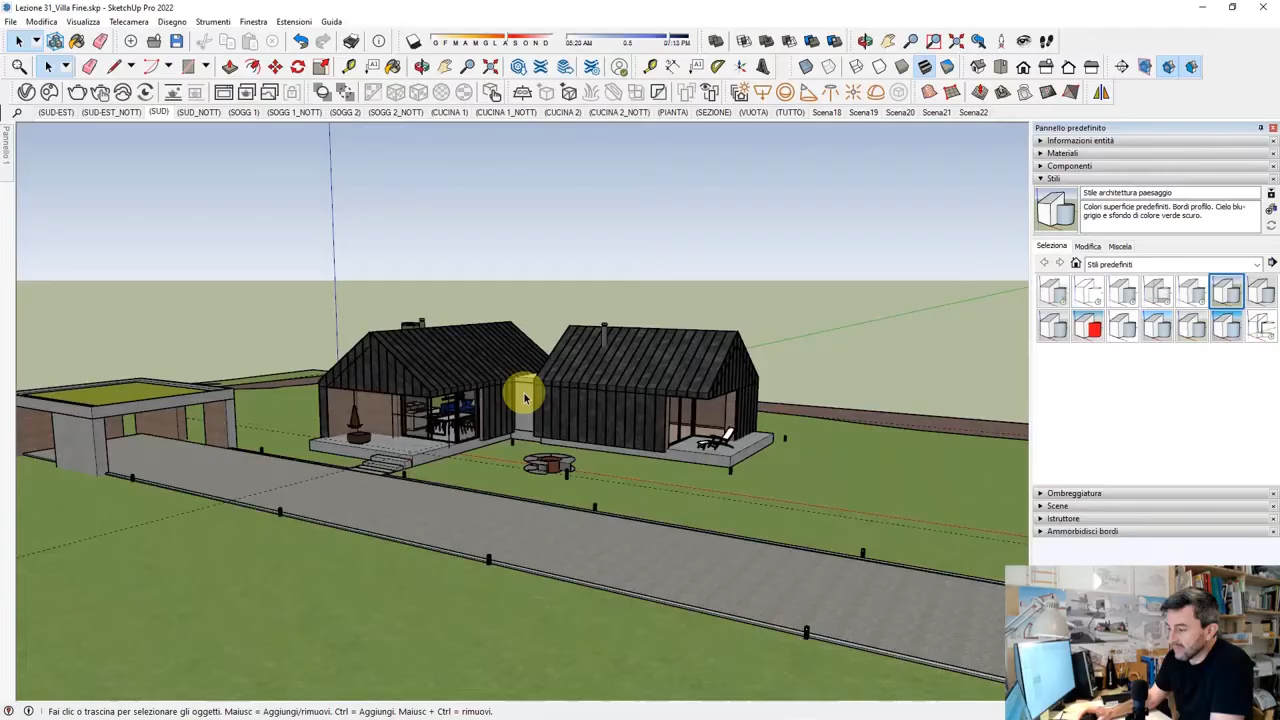 Lezione 31_Villa Fine.skp - SketchUp Pro 2022
File Modifica Visualizza Telecamera Disegno Strumenti Finestra Estensioni Guida
G F M A M G L A S O N D
05:20 AM 0.5 07:13 PM
(SUD-EST) (SUD-EST_NOTT) (SUD) (SUD_NOTT) (SOGG 1) (SOGG 1_NOTT) (SOGG 2) (SOGG 2_NOTT) (CUCINA 1) (CUCINA 1_NOTT) (CUCINA 2) (CUCINA 2_NOTT) (PIANTA) (SEZIONE) (VUOTA) (TUTTO) Scena18 Scena19 Scena20 Scena21 Scena22
Pannello 1
Pannello predefinito
Informazioni entità
Materiali
Componenti
Stili
Stile architettura paesaggio
Colori superficie predefiniti. Bordi profilo. Cielo blu-
grigio e sfondo di colore verde scuro.
Seleziona Modifica Miscela
Stili predefiniti
Ombreggiatura
Scene
Istruttore
Ammorbidisci bordi
Fai clic o trascina per selezionare gli oggetti. Maiusc = Aggiungi/rimuovi. Ctrl = Aggiungi. Maiusc + Ctrl = rimuovi.